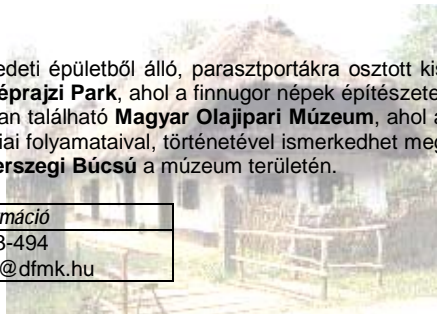 edeti épületből álló, parasztportákra osztott kis
éprajzi Park, ahol a finnugor népek építészete
an található Magyar Olajipari Múzeum, ahol a
iai folyamataival, történetével ismerkedhet meg
erszegi Búcsú a múzeum területén.
máció
3-494
@dfmk.hu